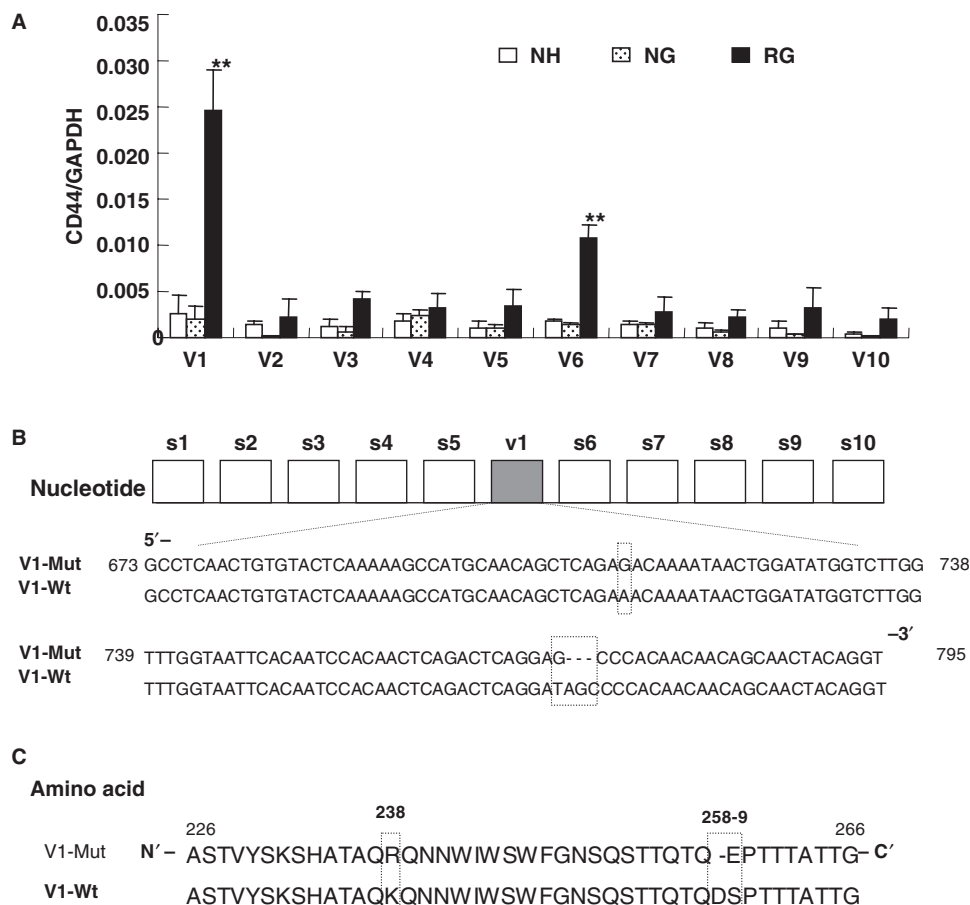 A
0.035
0.030
0.025
0.020
0.015
0.010
0.005
0
CD44/GAPDH
NH NG RG
**
**
V1 V2 V3 V4 V5 V6 V7 V8 V9 V10
B
s1 s2 s3 s4 s5 v1 s6 s7 s8 s9 s10
Nucleotide
5′–
V1-Mut 673 GCCTCAACTGTGTACTCAAAAAGCCATGCAACAGCTCAGAGACAAAATAACTGGATATGGTCTTGG 738
V1-Wt GCCTCAACTGTGTACTCAAAAAGCCATGCAACAGCTCAGAAACAAAATAACTGGATATGGTCTTGG
–3′
V1-Mut 739 TTTGGTAATTCACAATCCACAACTCAGACTCAGGAG---CCCACAACAACAGCAACTACAGGT 795
V1-Wt TTTGGTAATTCACAATCCACAACTCAGACTCAGGATAGCCCCACAACAACAGCAACTACAGGT
C
Amino acid
226 238 258-9 266
V1-Mut N′ – ASTVYSKSHATAQRQNNWIWSWFGNSQSTTQTQ -EPTTTATTG – C′
V1-Wt ASTVYSKSHATAQKQNNWIWSWFGNSQSTTQTQDSPTTTATTG